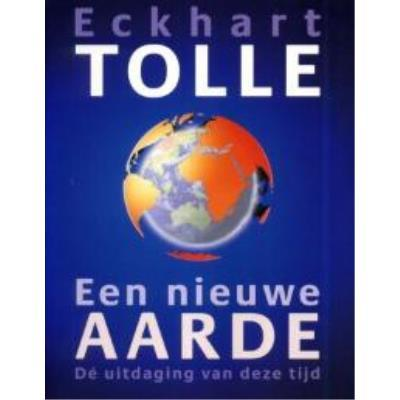 Eckhart
TOLLE
Een nieuwe
AARDE
Dé uitdaging van deze tijd